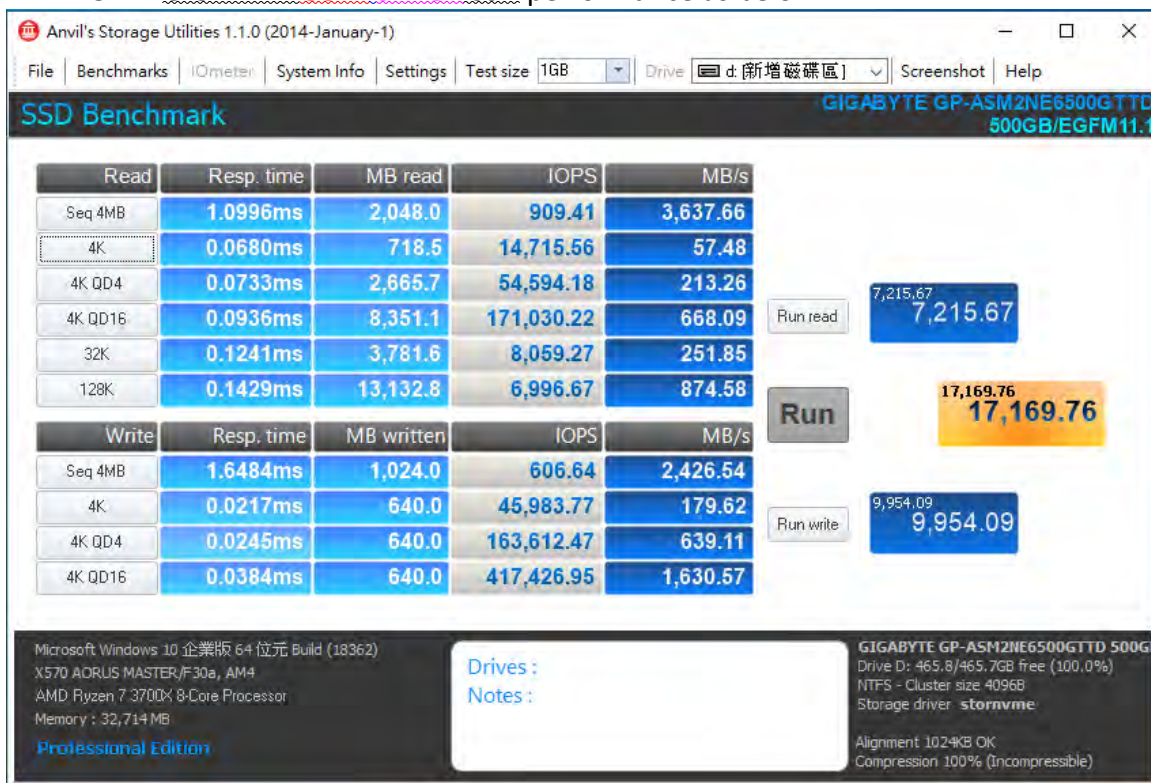 Anvil's Storage Utilities 1.1.0 (2014-January-1)
File Benchmarks IOmeter System Info Settings Test size 1GB Drive d: [新增磁碟區] Screenshot Help
SSD Benchmark
GIGABYTE GP-ASM2NE6500GTTD
500GB/EGFM11.1
Read Resp. time MB read IOPS MB/s
Seq 4MB 1.0996ms 2,048.0 909.41 3,637.66
4K 0.0680ms 718.5 14,715.56 57.48
4K QD4 0.0733ms 2,665.7 54,594.18 213.26
4K QD16 0.0936ms 8,351.1 171,030.22 668.09
32K 0.1241ms 3,781.6 8,059.27 251.85
128K 0.1429ms 13,132.8 6,996.67 874.58
Run read
7,215.67
7,215.67
Run
17,169.76
17,169.76
Write Resp. time MB written IOPS MB/s
Seq 4MB 1.6484ms 1,024.0 606.64 2,426.54
4K 0.0217ms 640.0 45,983.77 179.62
4K QD4 0.0245ms 640.0 163,612.47 639.11
4K QD16 0.0384ms 640.0 417,426.95 1,630.57
Run write
9,954.09
9,954.09
Microsoft Windows 10 企業版 64 位元 Build (18362)
X570 AORUS MASTER/F30a, AM4
AMD Ryzen 7 3700X 8-Core Processor
Memory : 32,714 MB
Professional Edition
Drives :
Notes :
GIGABYTE GP-ASM2NE6500GTTD 500G
Drive D: 465.8/465.7GB free (100.0%)
NTFS - Cluster size 4096B
Storage driver stornvme
Alignment 1024KB OK
Compression 100% (Incompressible)